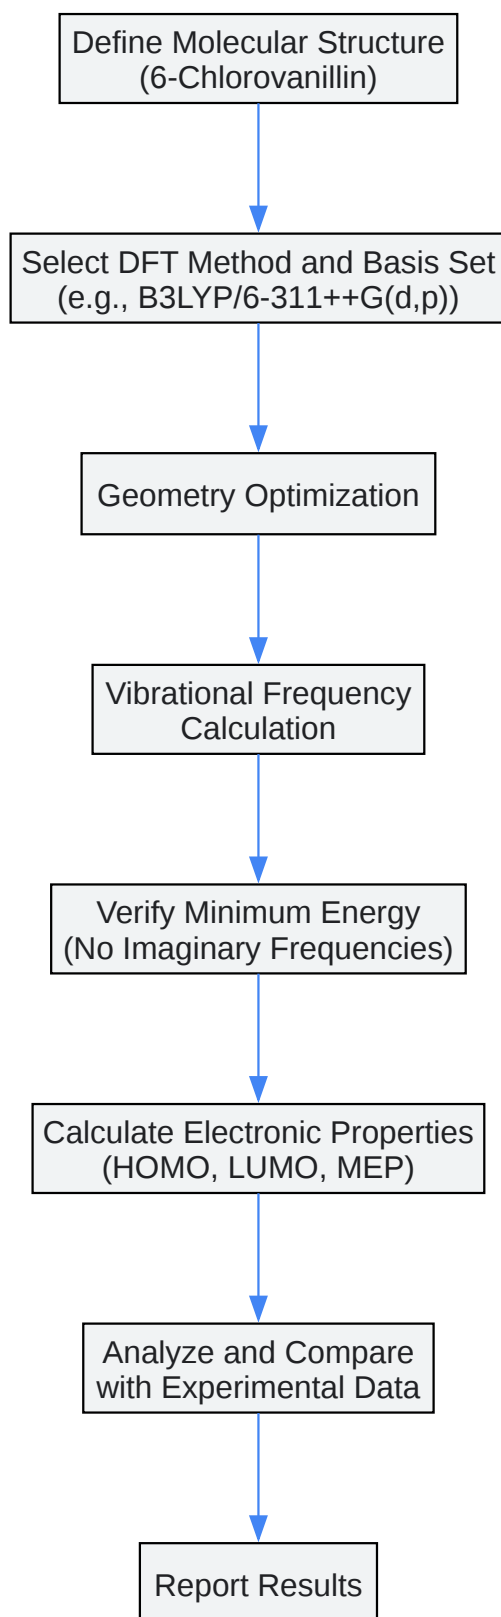 Define Molecular Structure
(6-Chlorovanillin)
Select DFT Method and Basis Set
(e.g., B3LYP/6-311++G(d,p))
Geometry Optimization
Vibrational Frequency
Calculation
Verify Minimum Energy
(No Imaginary Frequencies)
Calculate Electronic Properties
(HOMO, LUMO, MEP)
Analyze and Compare
with Experimental Data
Report Results